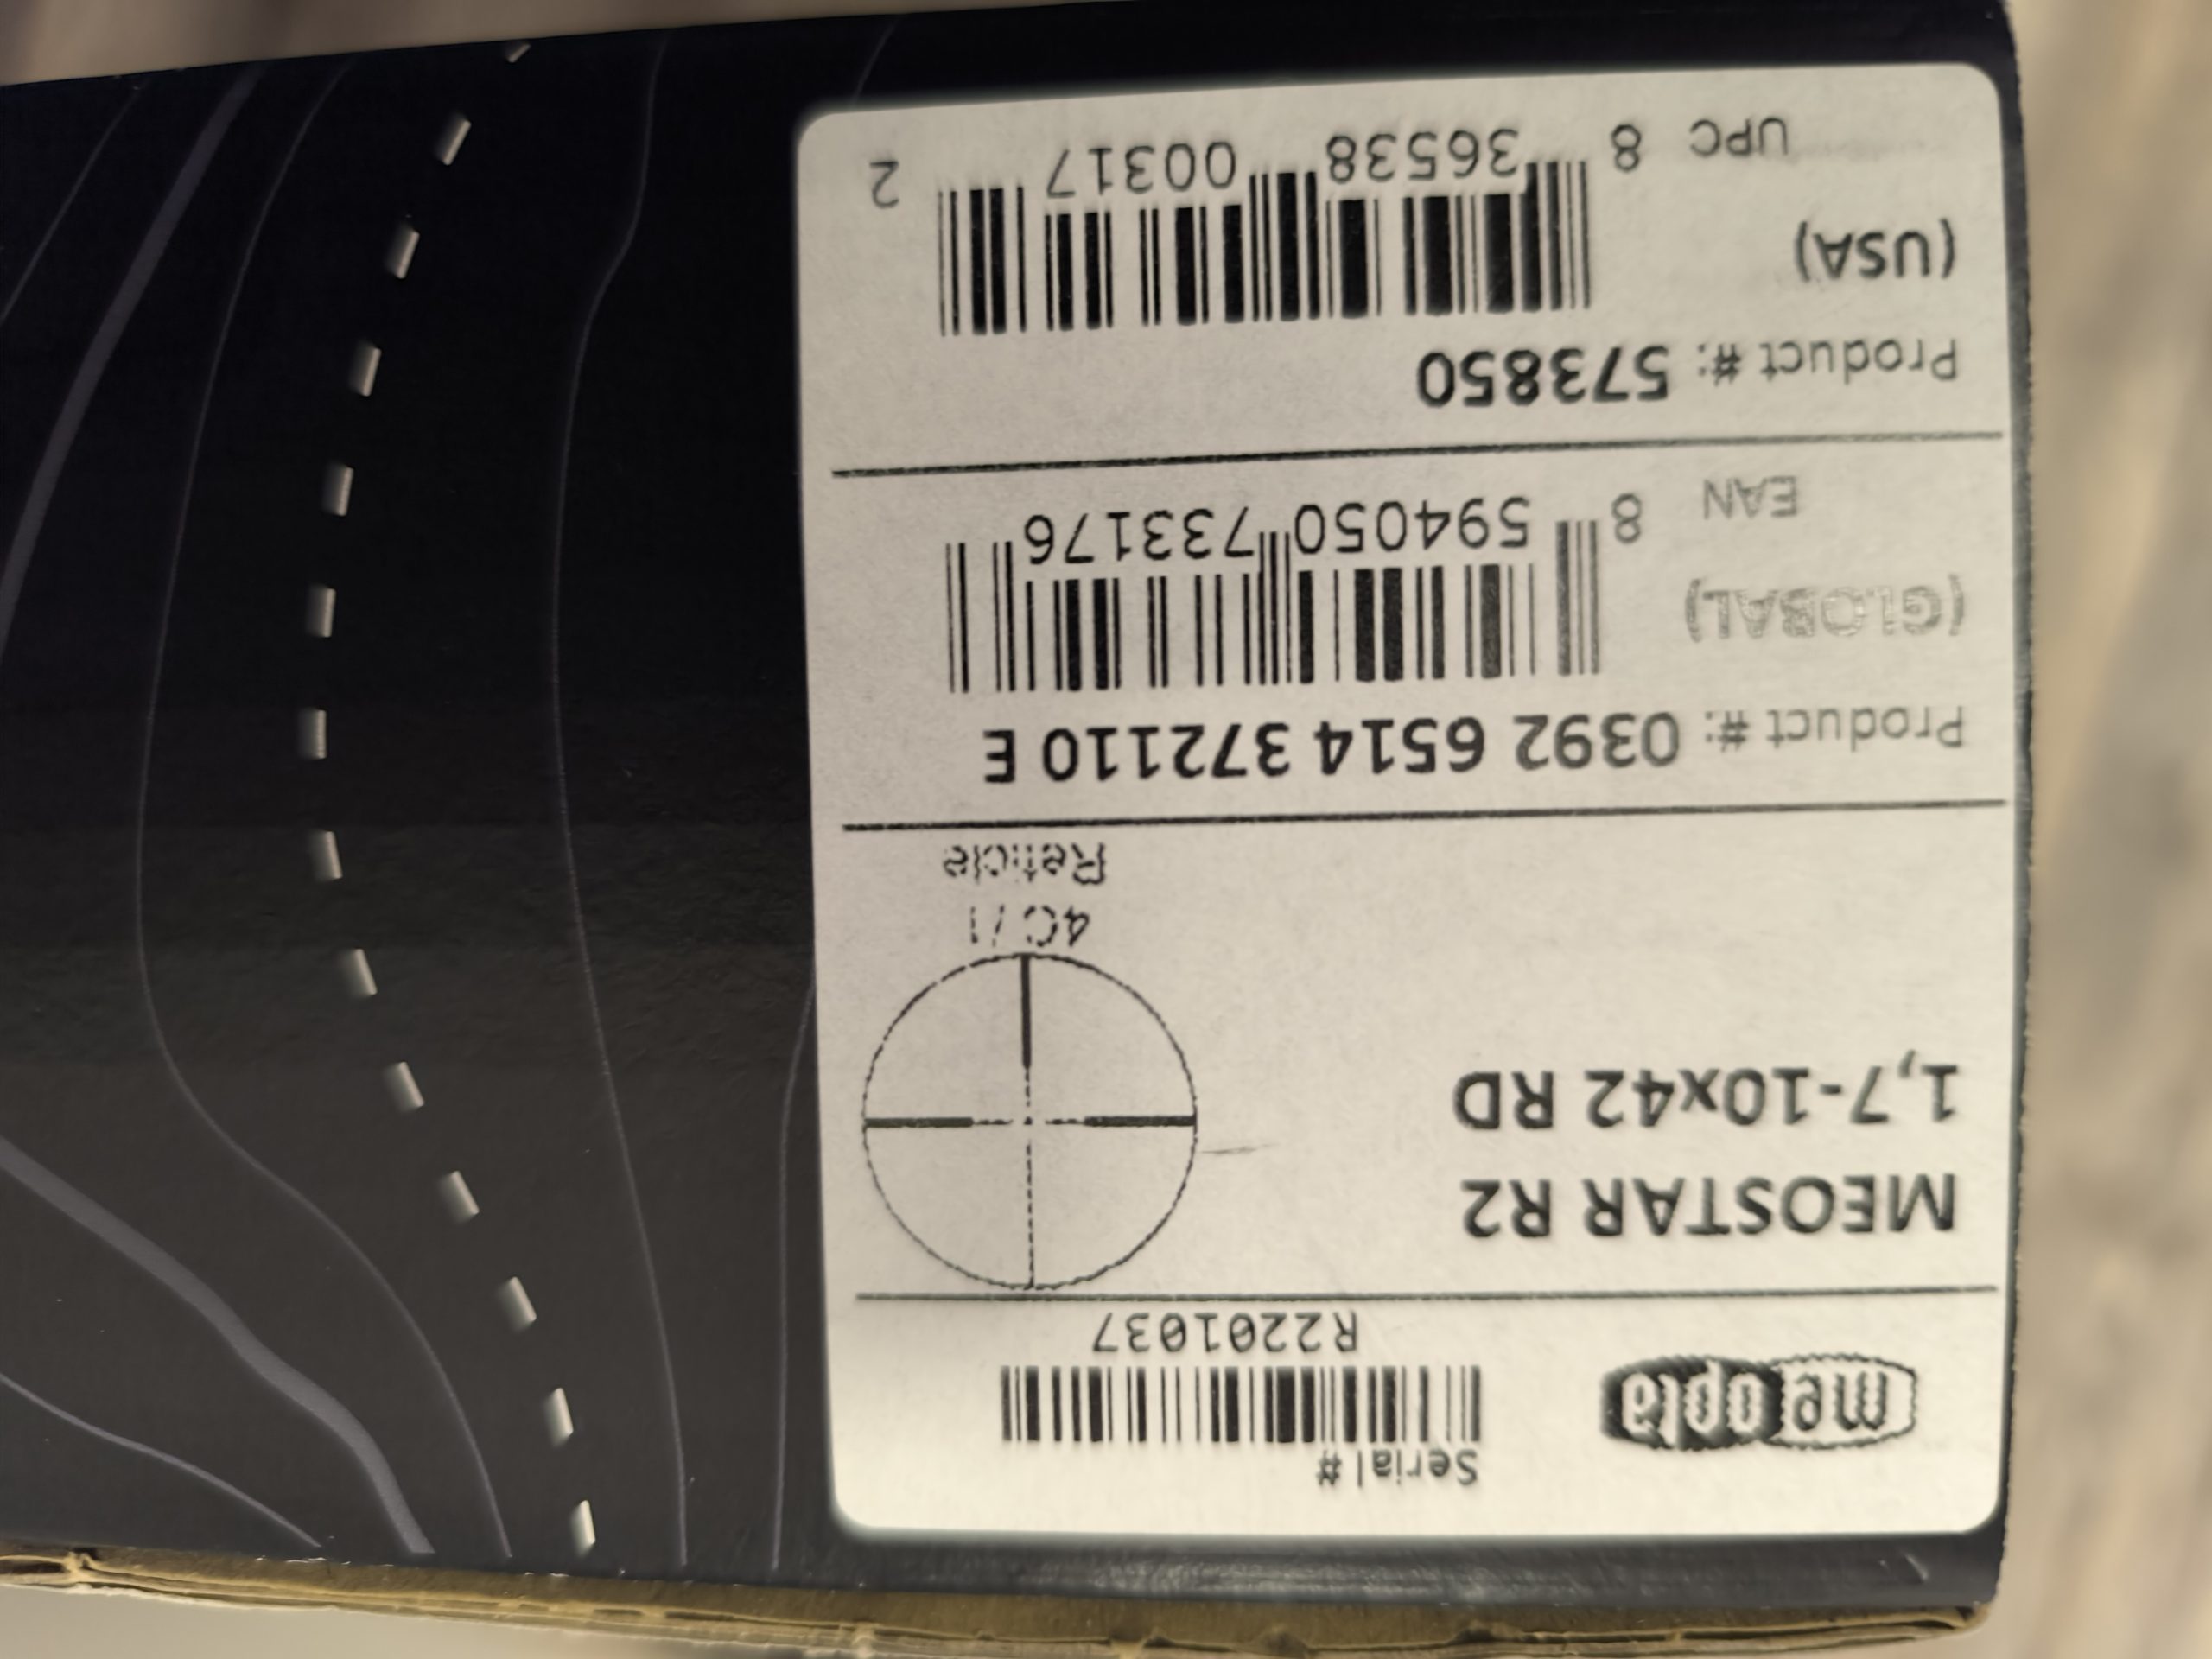 meopta
Serial #
R2201037
MEOSTAR R2
1,7-10x42 RD
4C /1
Reticle
Product #: 0392 6514 372110 E
(GLOBAL)
EAN
8 594050 733176
Product #: 573850
(USA)
UPC
8 36538 00317 2